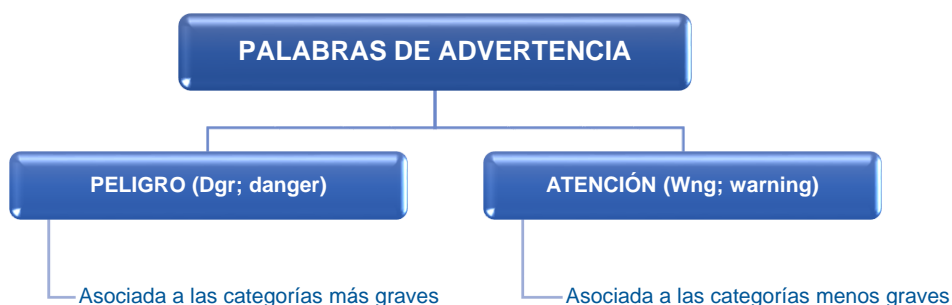 PALABRAS DE ADVERTENCIA
PELIGRO (Dgr; danger)
ATENCIÓN (Wng; warning)
Asociada a las categorías más graves
Asociada a las categorías menos graves